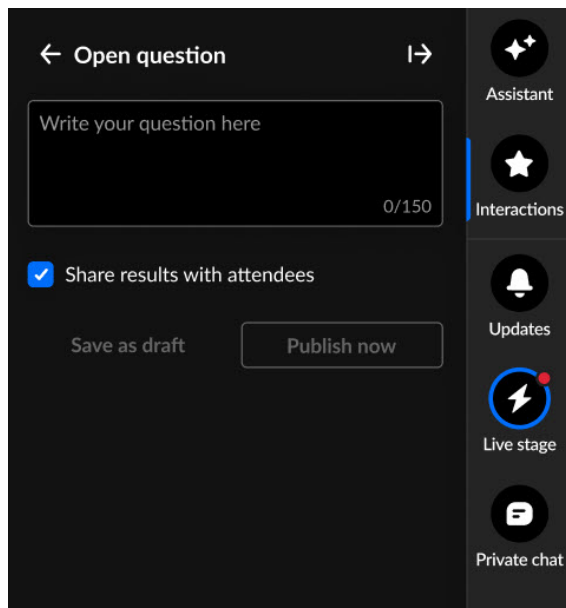 Open question
Write your question here
0/150
Share results with attendees
Save as draft
Publish now
Assistant
Interactions
Updates
Live stage
Private chat